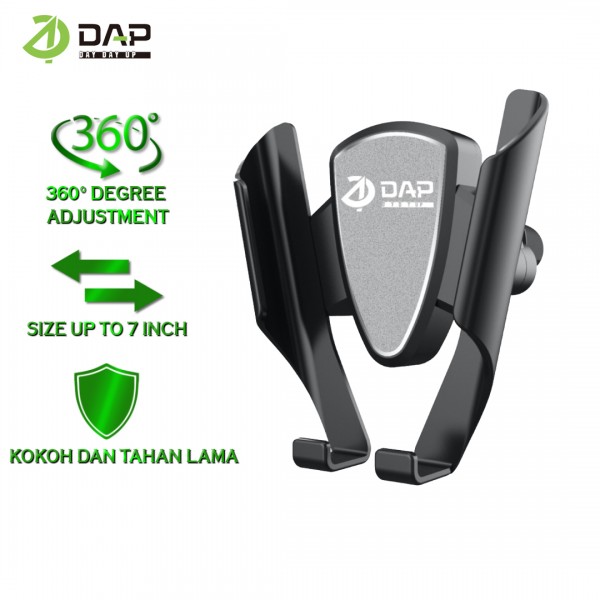 DAP
DAY DAY UP
360°
360° DEGREE
ADJUSTMENT
SIZE UP TO 7 INCH
KOKOH DAN TAHAN LAMA
DAP